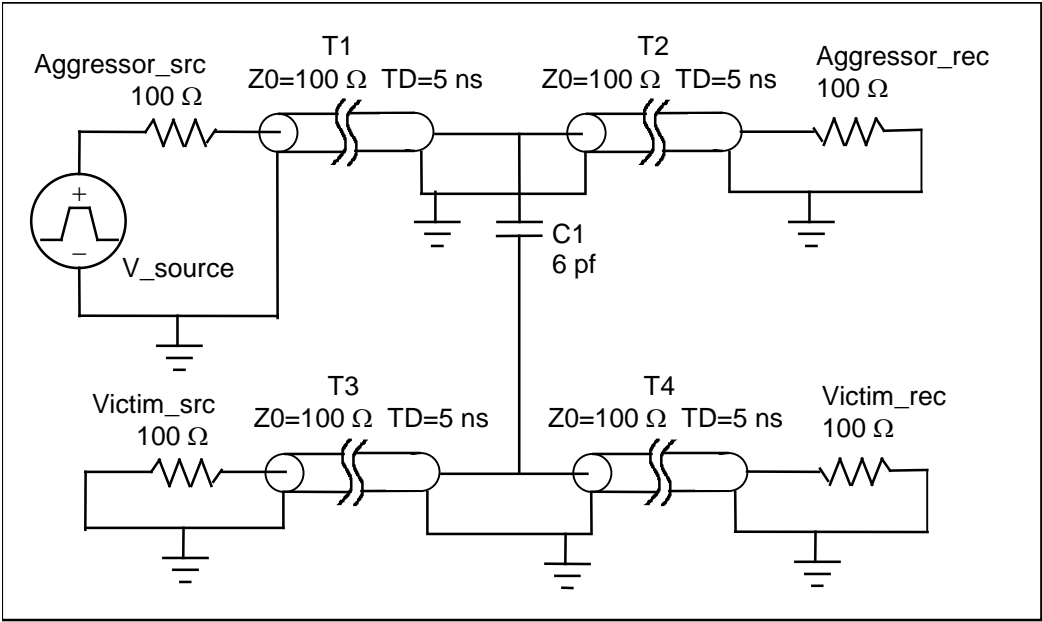 T1
Z0=100 Ω TD=5 ns
T2
Z0=100 Ω TD=5 ns
Aggressor_src
100 Ω
Aggressor_rec
100 Ω
+
−
V_source
C1
6 pf
T3
Z0=100 Ω TD=5 ns
T4
Z0=100 Ω TD=5 ns
Victim_src
100 Ω
Victim_rec
100 Ω